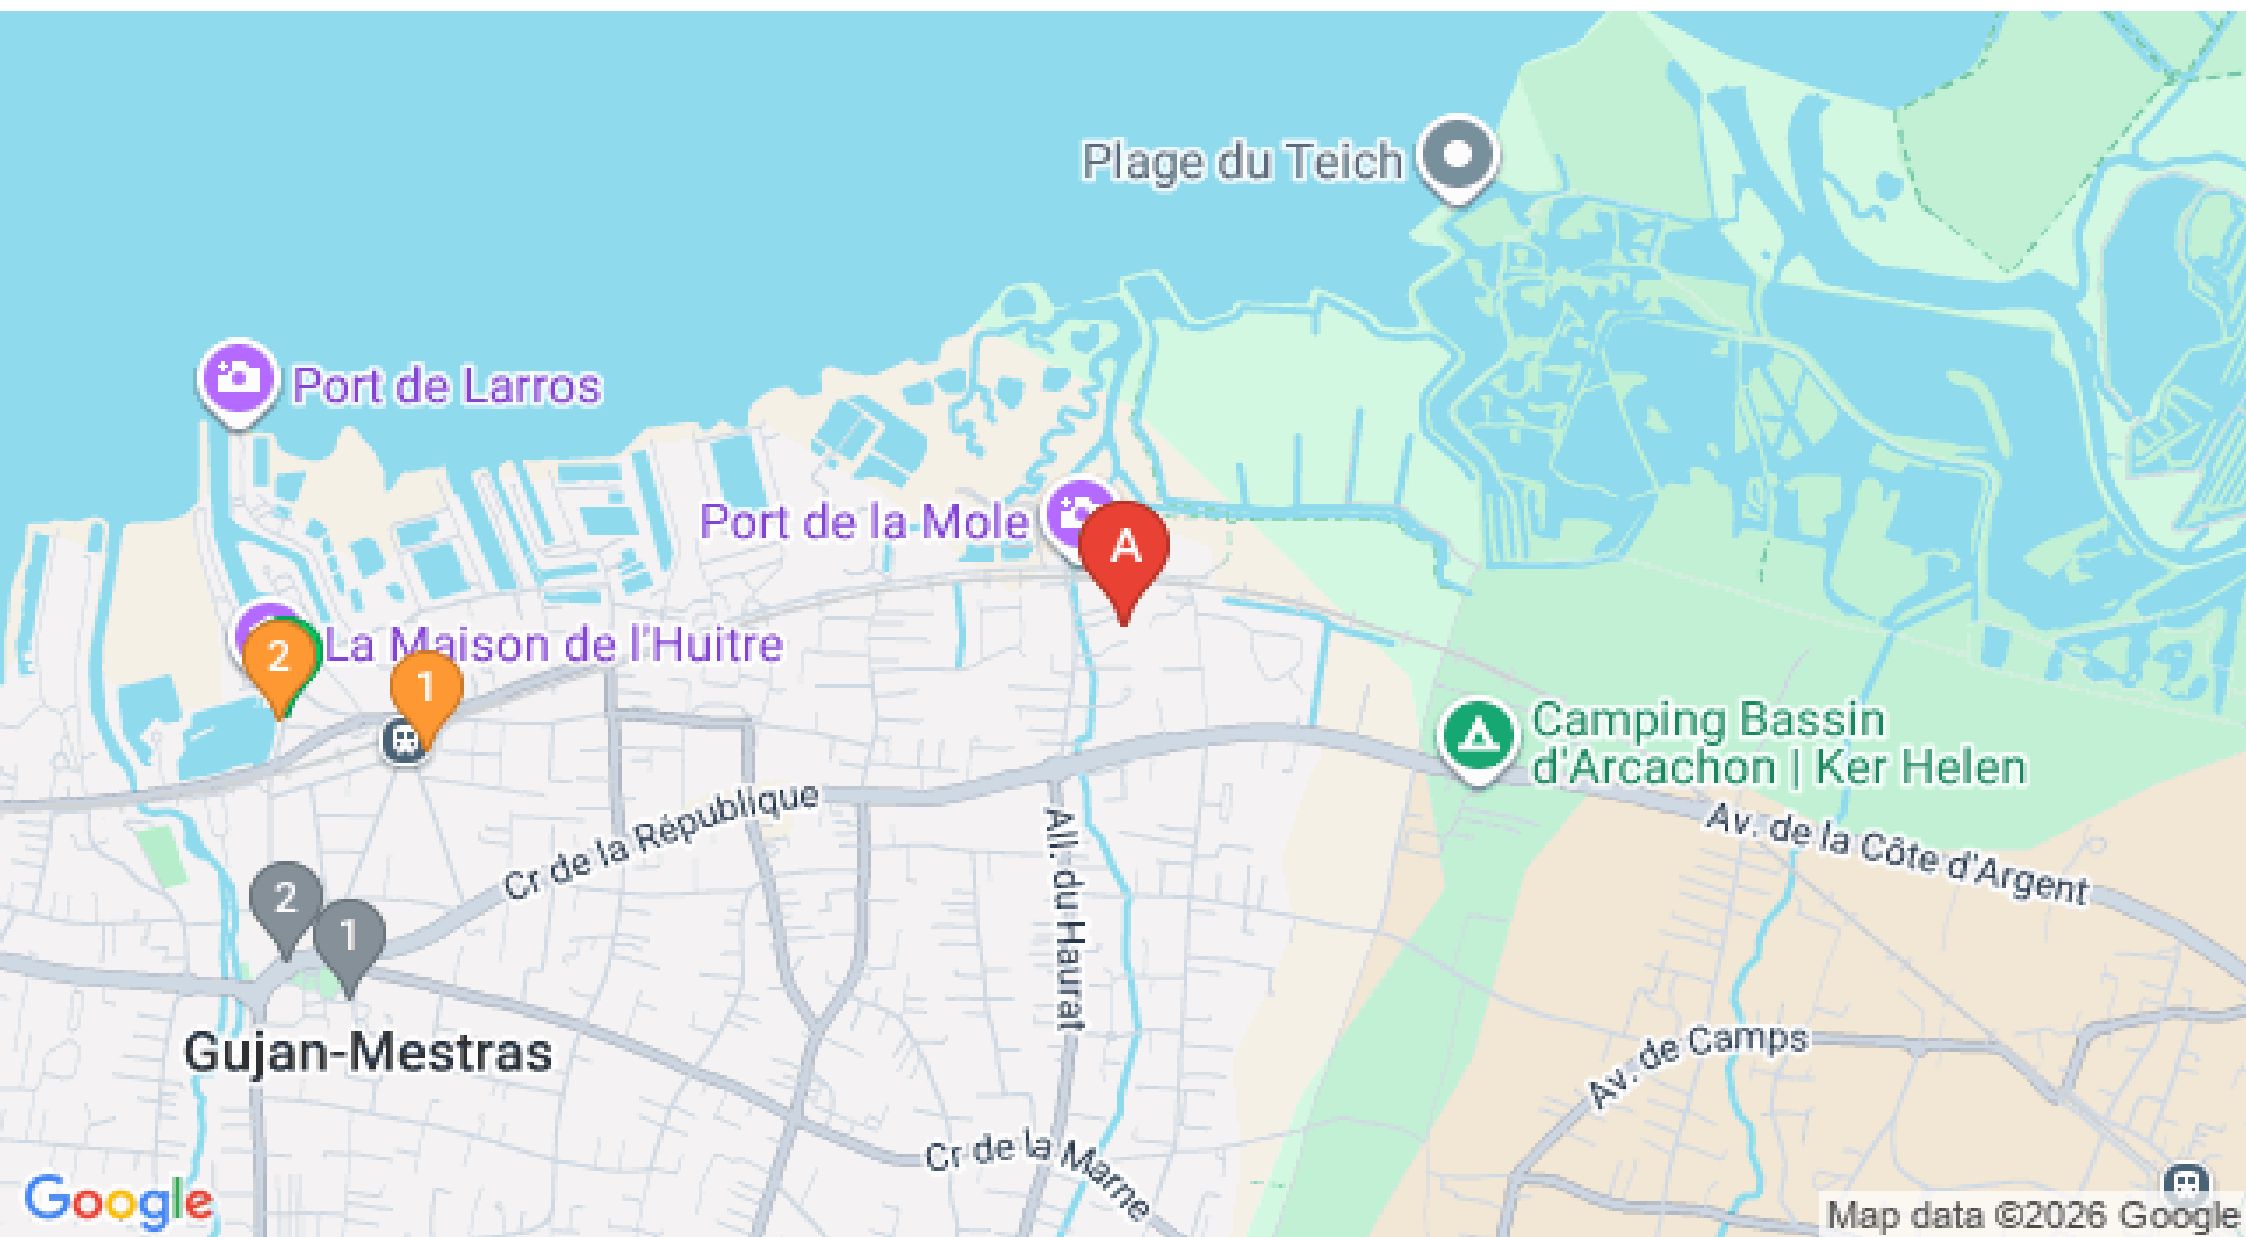 Plage du Teich
Port de Larros
Port de la Mole
A
La Maison de l'Huitre
2
1
Camping Bassin
d'Arcachon | Ker Helen
Cr de la République
Av. de la Côte d'Argent
All. du Haurat
2
1
Gujan-Mestras
Av. de Camps
Cr de la Marne
Google
Map data ©2026 Google